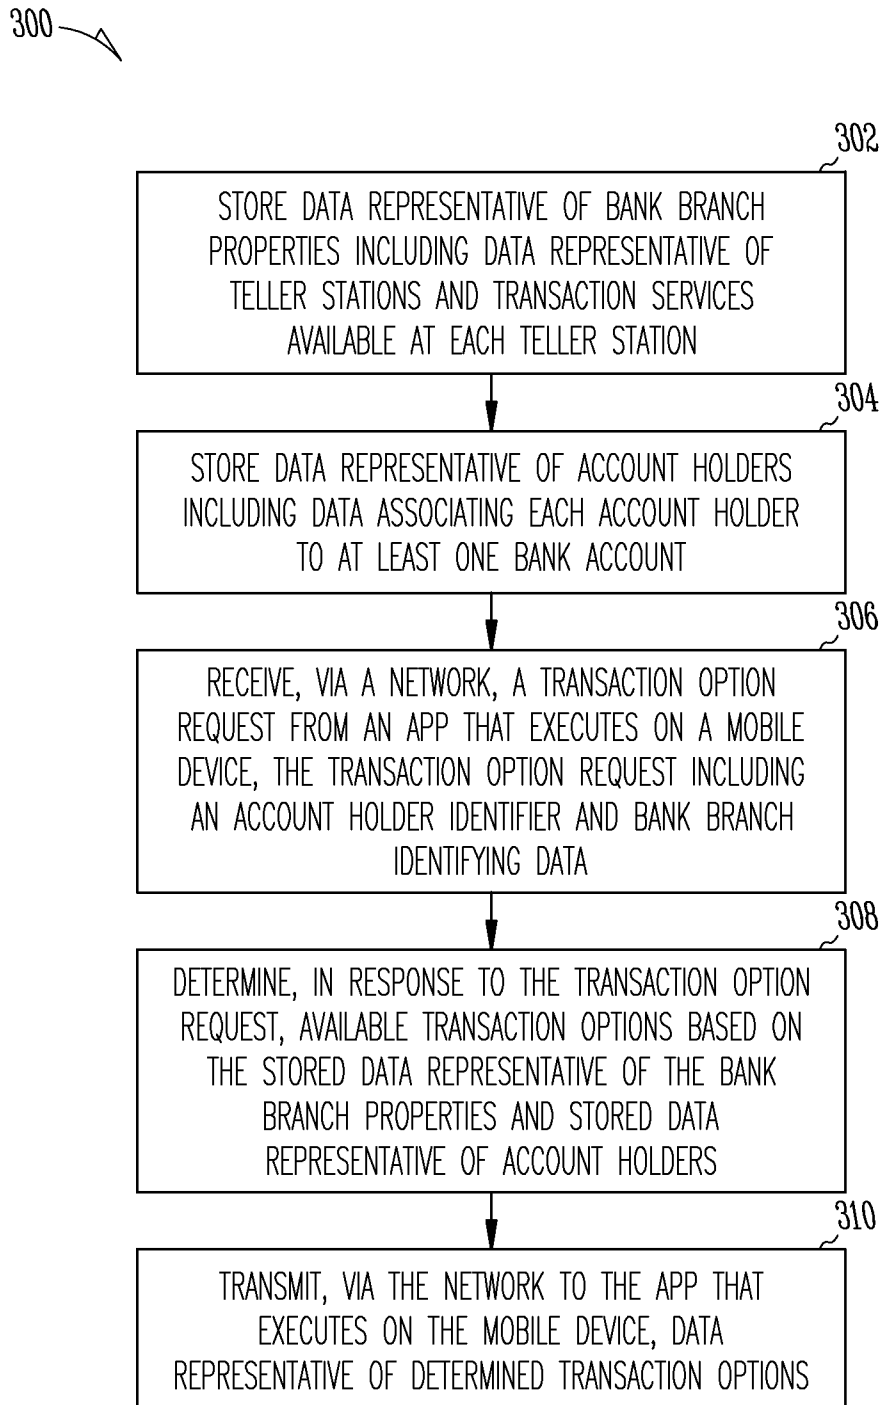 300
302
STORE DATA REPRESENTATIVE OF BANK BRANCH
PROPERTIES INCLUDING DATA REPRESENTATIVE OF
TELLER STATIONS AND TRANSACTION SERVICES
AVAILABLE AT EACH TELLER STATION
304
STORE DATA REPRESENTATIVE OF ACCOUNT HOLDERS
INCLUDING DATA ASSOCIATING EACH ACCOUNT HOLDER
TO AT LEAST ONE BANK ACCOUNT
306
RECEIVE, VIA A NETWORK, A TRANSACTION OPTION
REQUEST FROM AN APP THAT EXECUTES ON A MOBILE
DEVICE, THE TRANSACTION OPTION REQUEST INCLUDING
AN ACCOUNT HOLDER IDENTIFIER AND BANK BRANCH
IDENTIFYING DATA
308
DETERMINE, IN RESPONSE TO THE TRANSACTION OPTION
REQUEST, AVAILABLE TRANSACTION OPTIONS BASED ON
THE STORED DATA REPRESENTATIVE OF THE BANK
BRANCH PROPERTIES AND STORED DATA
REPRESENTATIVE OF ACCOUNT HOLDERS
310
TRANSMIT, VIA THE NETWORK TO THE APP THAT
EXECUTES ON THE MOBILE DEVICE, DATA
REPRESENTATIVE OF DETERMINED TRANSACTION OPTIONS